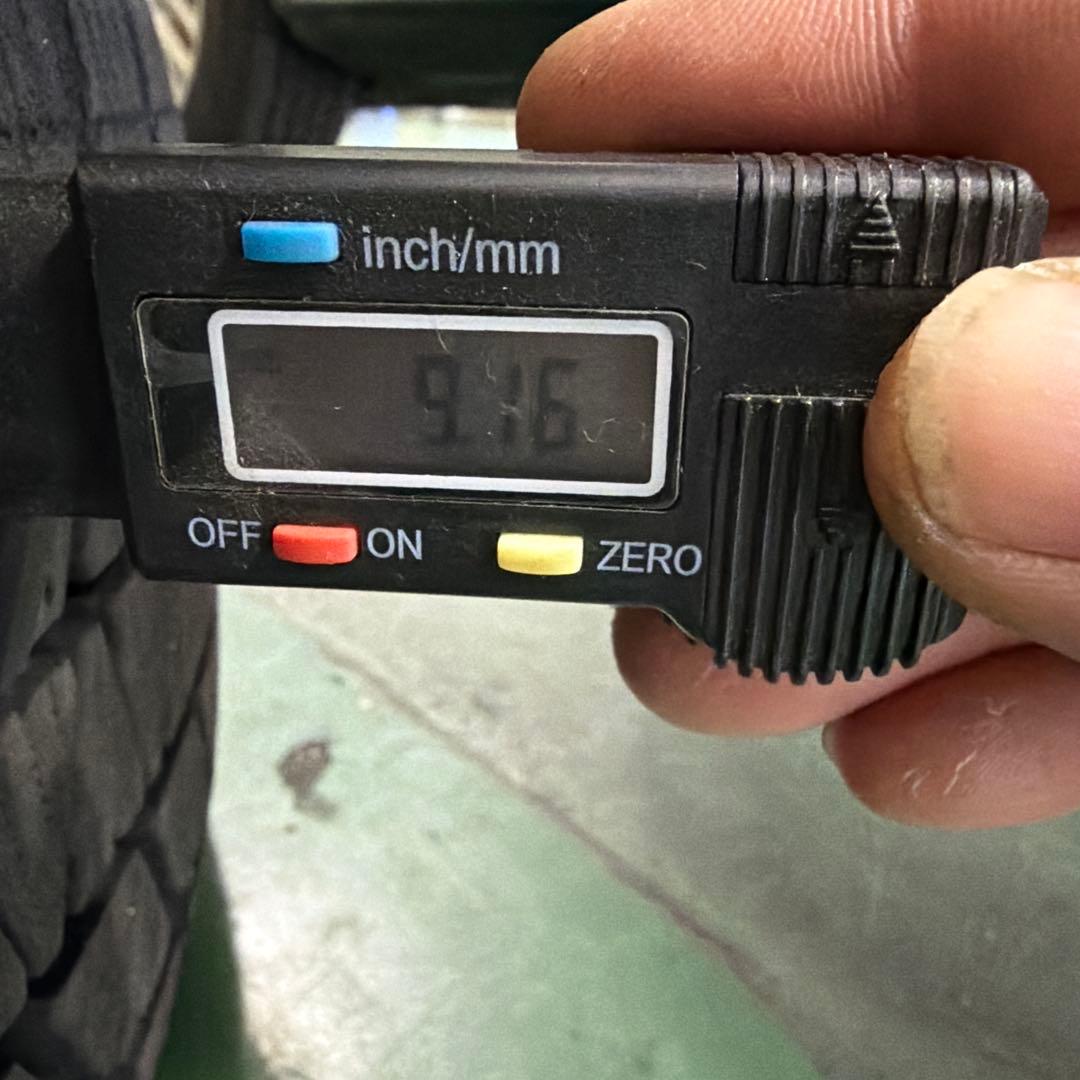 inch/mm
9.16
OFF ON ZERO